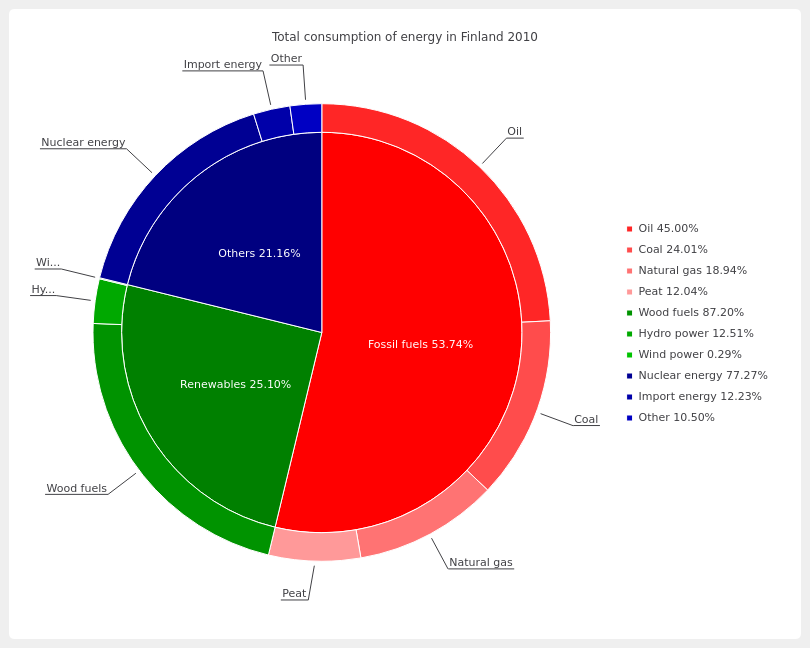 Total consumption of energy in Finland 2010
Other
Import energy
Oil
Nuclear energy
Wi...
Hy...
Others 21.16%
Fossil fuels 53.74%
Renewables 25.10%
Coal
Wood fuels
Natural gas
Peat
Oil 45.00%
Coal 24.01%
Natural gas 18.94%
Peat 12.04%
Wood fuels 87.20%
Hydro power 12.51%
Wind power 0.29%
Nuclear energy 77.27%
Import energy 12.23%
Other 10.50%